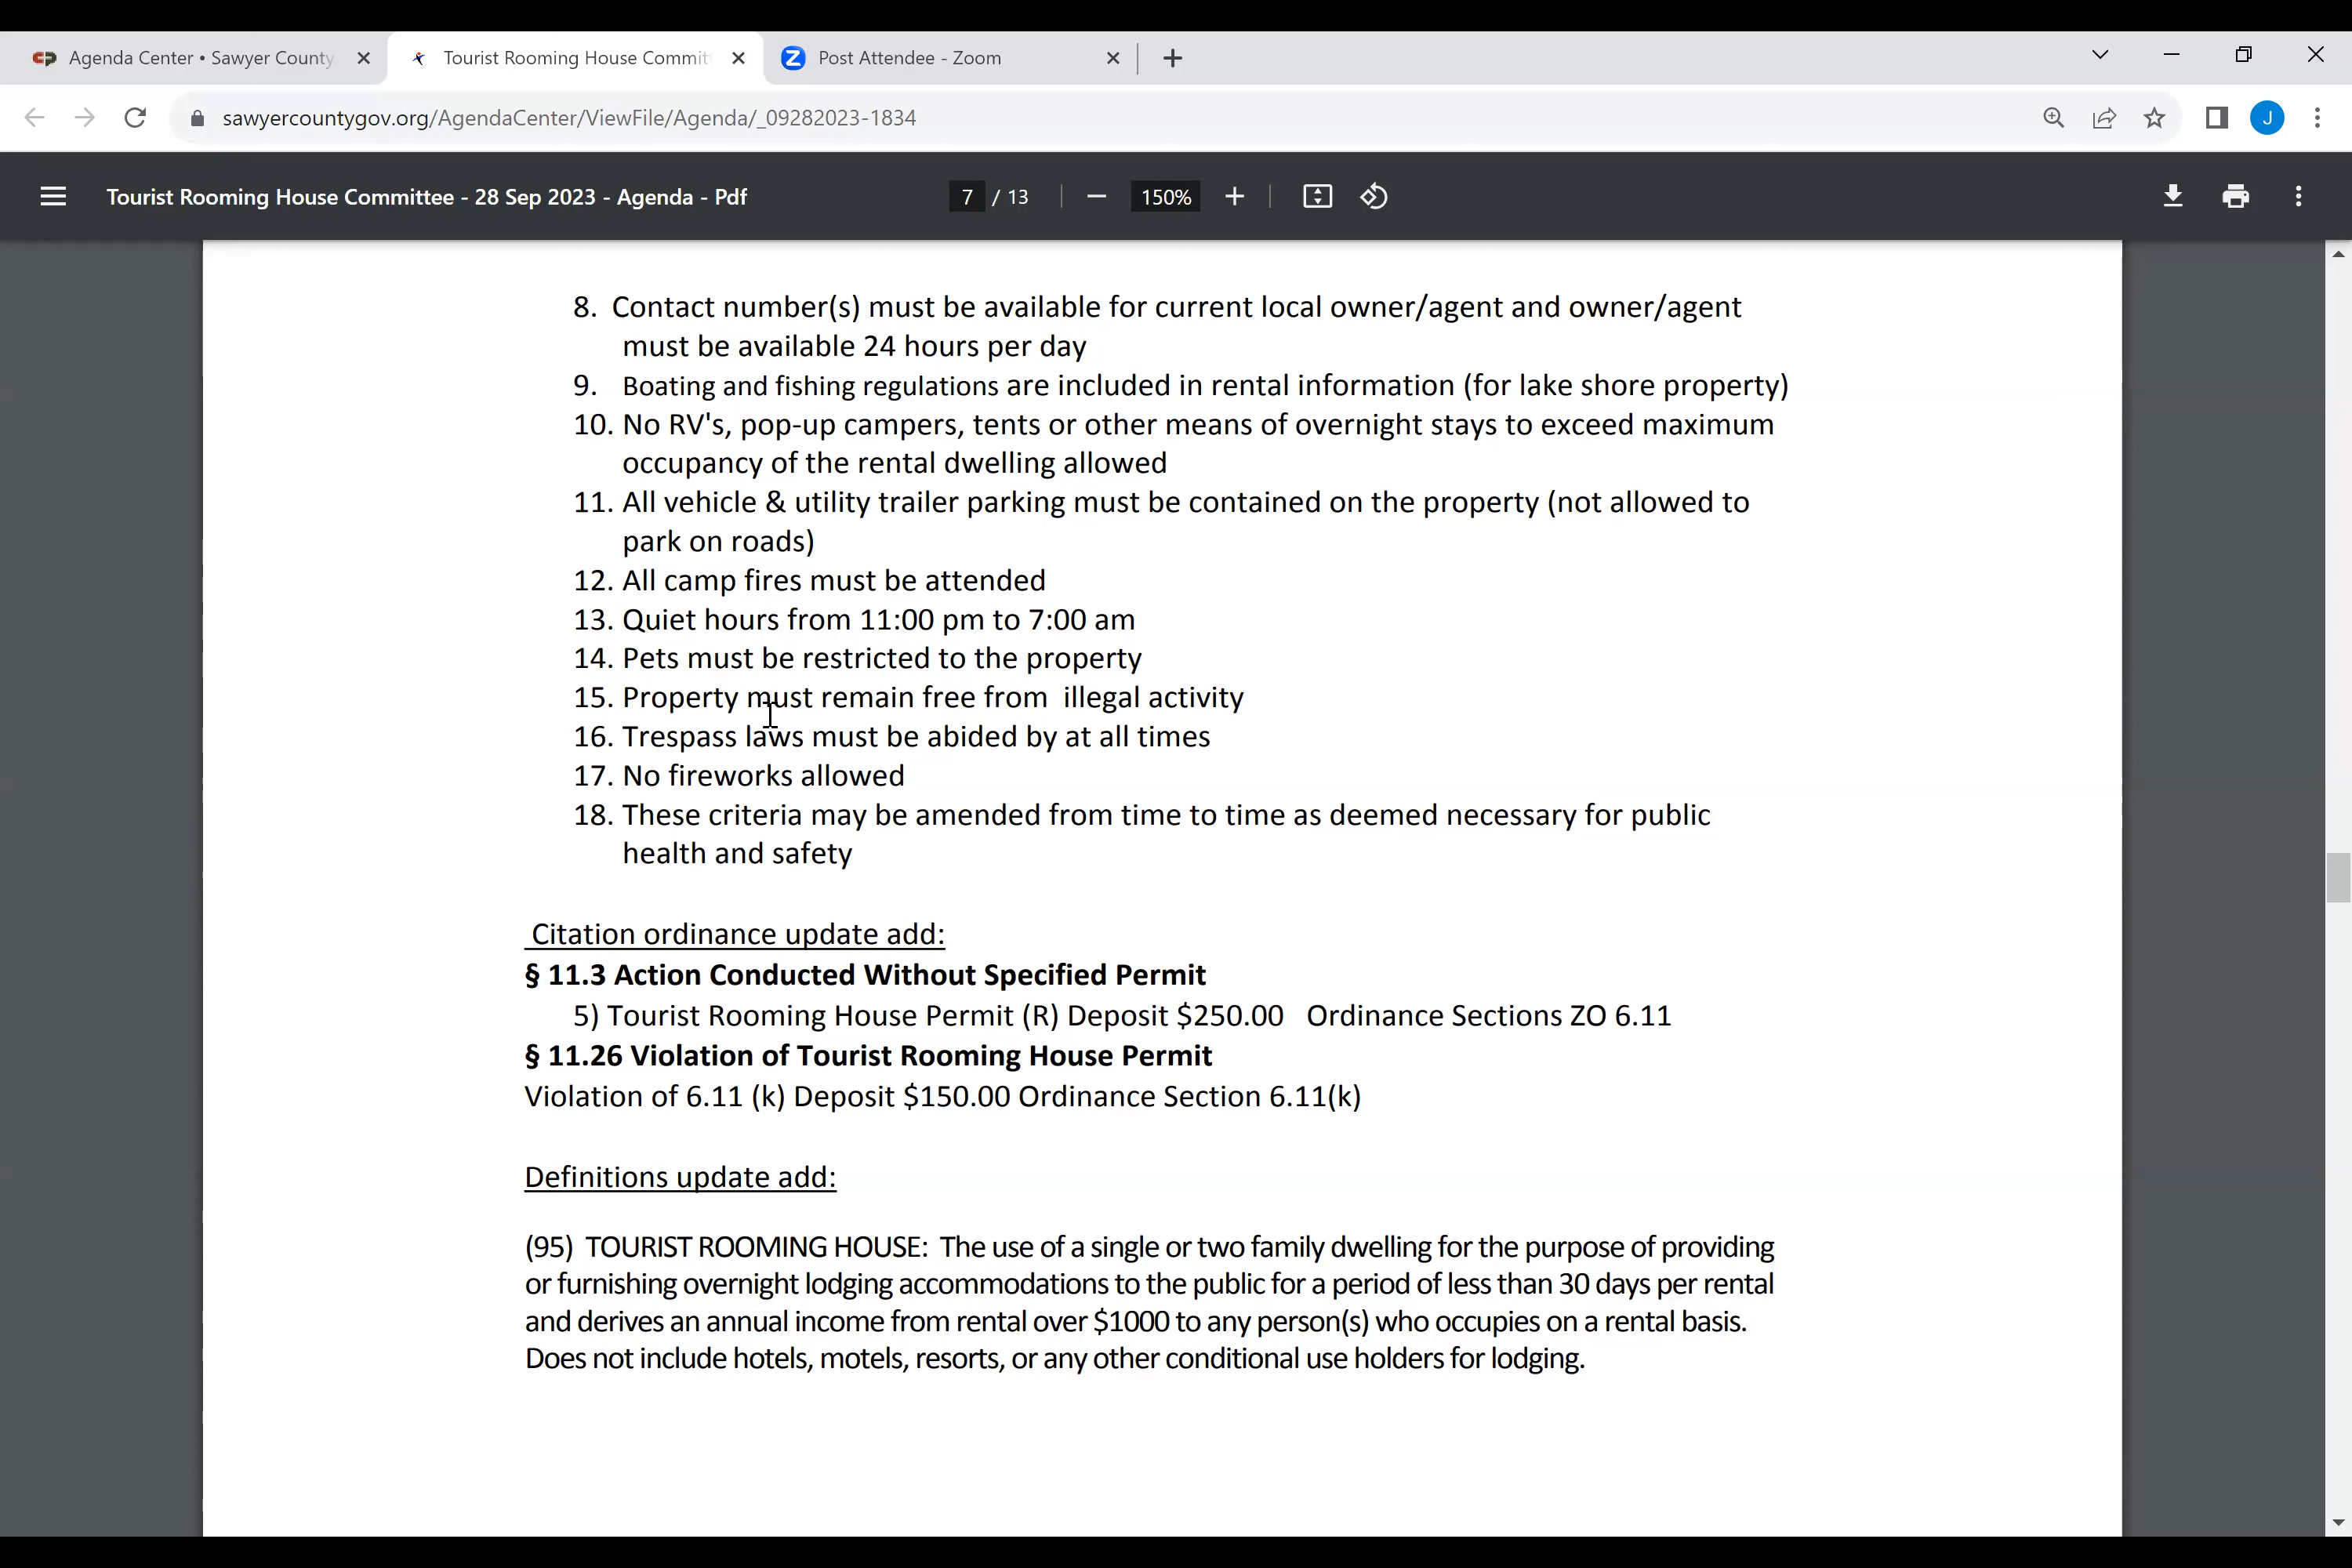 Agenda Center • Sawyer County
Tourist Rooming House Commit
Post Attendee - Zoom
sawyercountygov.org/AgendaCenter/ViewFile/Agenda/_09282023-1834
J
Tourist Rooming House Committee - 28 Sep 2023 - Agenda - Pdf
7 / 13
150%
8. Contact number(s) must be available for current local owner/agent and owner/agent
must be available 24 hours per day
9. Boating and fishing regulations are included in rental information (for lake shore property)
10. No RV's, pop-up campers, tents or other means of overnight stays to exceed maximum
occupancy of the rental dwelling allowed
11. All vehicle & utility trailer parking must be contained on the property (not allowed to
park on roads)
12. All camp fires must be attended
13. Quiet hours from 11:00 pm to 7:00 am
14. Pets must be restricted to the property
15. Property must remain free from illegal activity
16. Trespass laws must be abided by at all times
17. No fireworks allowed
18. These criteria may be amended from time to time as deemed necessary for public
health and safety
Citation ordinance update add:
§ 11.3 Action Conducted Without Specified Permit
5) Tourist Rooming House Permit (R) Deposit $250.00 Ordinance Sections ZO 6.11
§ 11.26 Violation of Tourist Rooming House Permit
Violation of 6.11 (k) Deposit $150.00 Ordinance Section 6.11(k)
Definitions update add:
(95) TOURIST ROOMING HOUSE: The use of a single or two family dwelling for the purpose of providing
or furnishing overnight lodging accommodations to the public for a period of less than 30 days per rental
and derives an annual income from rental over $1000 to any person(s) who occupies on a rental basis.
Does not include hotels, motels, resorts, or any other conditional use holders for lodging.